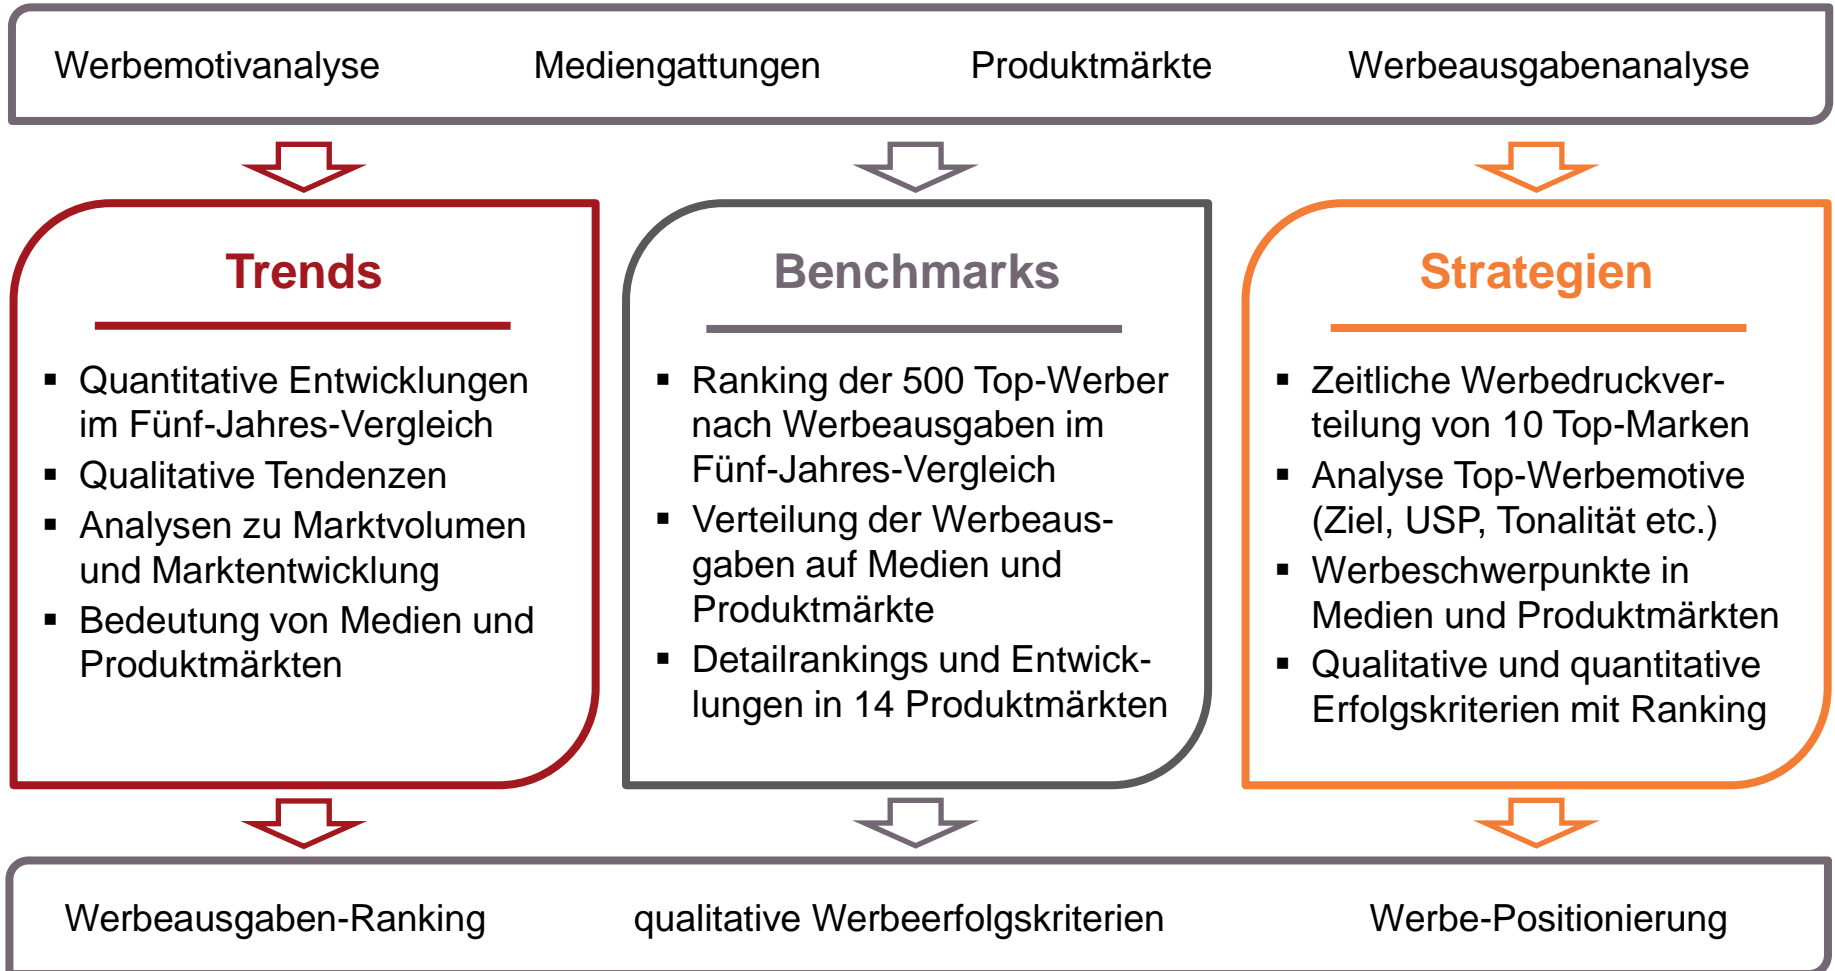 Werbemotivanalyse Mediengattungen Produktmärkte Werbeausgabenanalyse
Trends
▪ Quantitative Entwicklungen
im Fünf-Jahres-Vergleich
▪ Qualitative Tendenzen
▪ Analysen zu Marktvolumen
und Marktentwicklung
▪ Bedeutung von Medien und
Produktmärkten
Benchmarks
▪ Ranking der 500 Top-Werber
nach Werbeausgaben im
Fünf-Jahres-Vergleich
▪ Verteilung der Werbeaus-
gaben auf Medien und
Produktmärkte
▪ Detailrankings und Entwick-
lungen in 14 Produktmärkten
Strategien
▪ Zeitliche Werbedruckver-
teilung von 10 Top-Marken
▪ Analyse Top-Werbemotive
(Ziel, USP, Tonalität etc.)
▪ Werbeschwerpunkte in
Medien und Produktmärkten
▪ Qualitative und quantitative
Erfolgskriterien mit Ranking
Werbeausgaben-Ranking qualitative Werbeerfolgskriterien Werbe-Positionierung